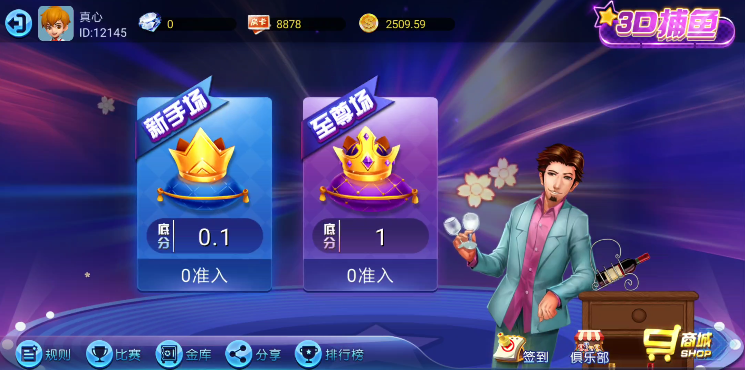 真心
ID:12145
0
房卡
8878
2509.59
3D捕鱼
新手场
至尊场
底分
0.1
底分
1
0准入
0准入
规则
比赛
金库
分享
排行榜
签到
俱乐部
商城
SHOP